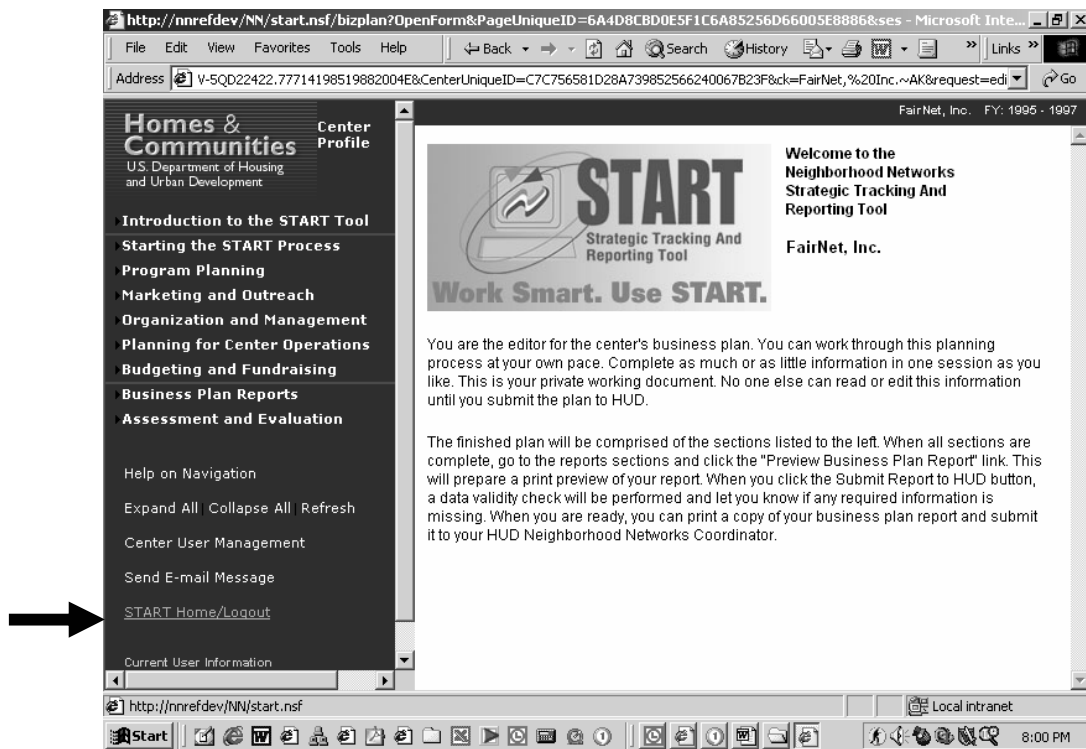 http://nnrefdev/NN/start.nsf/bizplan?OpenForm&PageUniqueID=6A4D8CBD0E5F1C6A85256D66005E8886&ses - Microsoft Inte...
File Edit View Favorites Tools Help
Back Search History Links
Address V-5QD22422.77714198519882004E&CenterUniqueID=C7C756581D28A739852566240067B23F&ck=FairNet,%20Inc.~AK&request=edi Go
FairNet, Inc. FY: 1995 - 1997
Homes &
Communities
U.S. Department of Housing
and Urban Development
Center
Profile
Introduction to the START Tool
Starting the START Process
Program Planning
Marketing and Outreach
Organization and Management
Planning for Center Operations
Budgeting and Fundraising
Business Plan Reports
Assessment and Evaluation
Help on Navigation
Expand All| Collapse All| Refresh
Center User Management
Send E-mail Message
START Home/Logout
Current User Information
START
Strategic Tracking And
Reporting Tool
Work Smart. Use START.
Welcome to the
Neighborhood Networks
Strategic Tracking And
Reporting Tool
FairNet, Inc.
You are the editor for the center's business plan. You can work through this planning
process at your own pace. Complete as much or as little information in one session as you
like. This is your private working document. No one else can read or edit this information
until you submit the plan to HUD.
The finished plan will be comprised of the sections listed to the left. When all sections are
complete, go to the reports sections and click the "Preview Business Plan Report" link. This
will prepare a print preview of your report. When you click the Submit Report to HUD button,
a data validity check will be performed and let you know if any required information is
missing. When you are ready, you can print a copy of your business plan report and submit
it to your HUD Neighborhood Networks Coordinator.
http://nnrefdev/NN/start.nsf
Local intranet
Start
8:00 PM